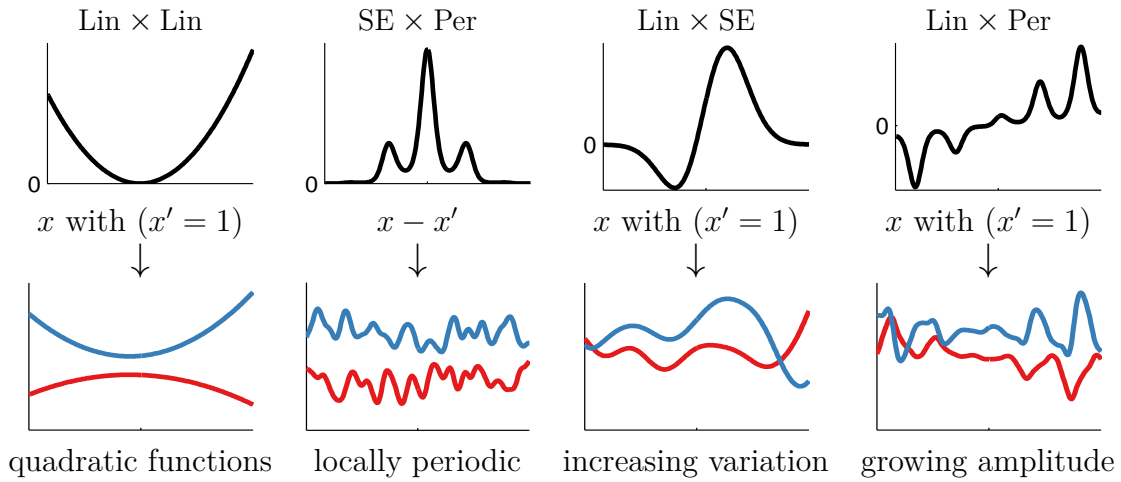 Lin × Lin
SE × Per
Lin × SE
Lin × Per
0
0
0
0
x with (x′ = 1)
x − x′
x with (x′ = 1)
x with (x′ = 1)
↓
↓
↓
↓
quadratic functions
locally periodic
increasing variation
growing amplitude